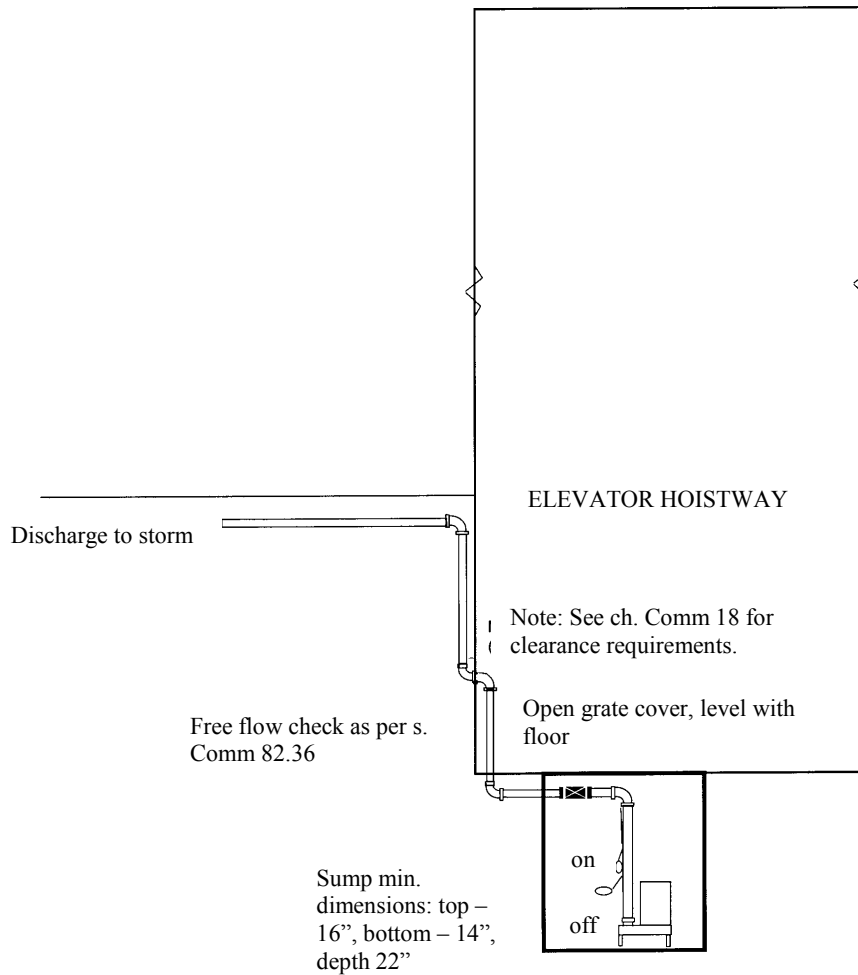 ELEVATOR HOISTWAY
Discharge to storm
Note: See ch. Comm 18 for
clearance requirements.
Open grate cover, level with
floor
Free flow check as per s.
Comm 82.36
on
off
Sump min.
dimensions: top –
16”, bottom – 14”,
depth 22”